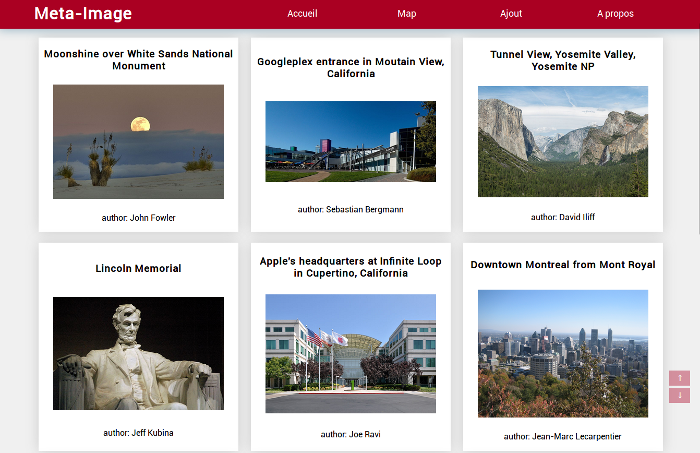 Meta-Image
Accueil
Map
Ajout
A propos
Moonshine over White Sands National
Monument
author: John Fowler
Googleplex entrance in Moutain View,
California
author: Sebastian Bergmann
Tunnel View, Yosemite Valley,
Yosemite NP
author: David Iliff
Lincoln Memorial
author: Jeff Kubina
Apple's headquarters at Infinite Loop
in Cupertino, California
author: Joe Ravi
Downtown Montreal from Mont Royal
author: Jean-Marc Lecarpentier